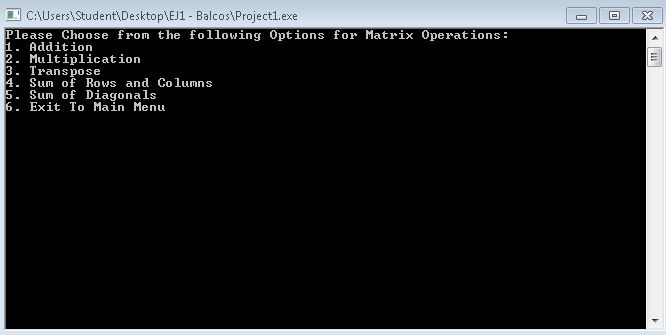 C:\Users\Student\Desktop\EJ1 - Balcos\Project1.exe
Please Choose from the following Options for Matrix Operations:
1. Addition
2. Multiplication
3. Transpose
4. Sum of Rows and Columns
5. Sum of Diagonals
6. Exit To Main Menu